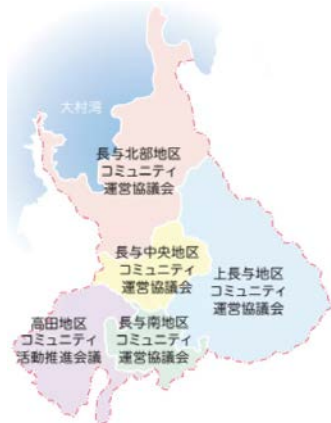 大村湾
長与北部地区
コミュニティ
運営協議会
長与中央地区
コミュニティ
運営協議会
上長与地区
コミュニティ
運営協議会
高田地区
コミュニティ
活動推進会議
長与南地区
コミュニティ
運営協議会